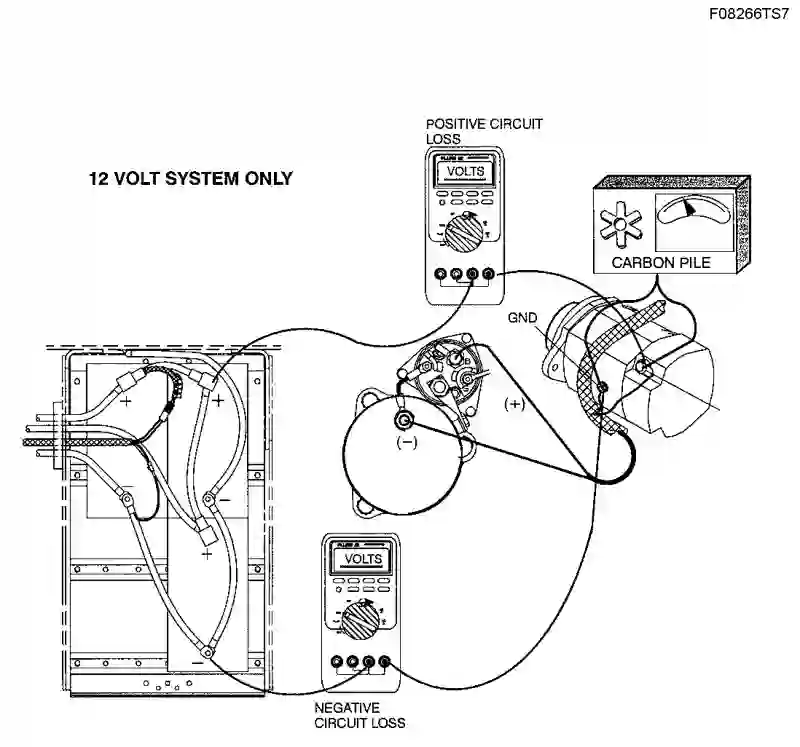 F08266TS7
POSITIVE CIRCUIT
LOSS
12 VOLT SYSTEM ONLY
VOLTS
CARBON PILE
GND
B
S
(+)
(−)
+
+
−
−
+
−
VOLTS
NEGATIVE
CIRCUIT LOSS